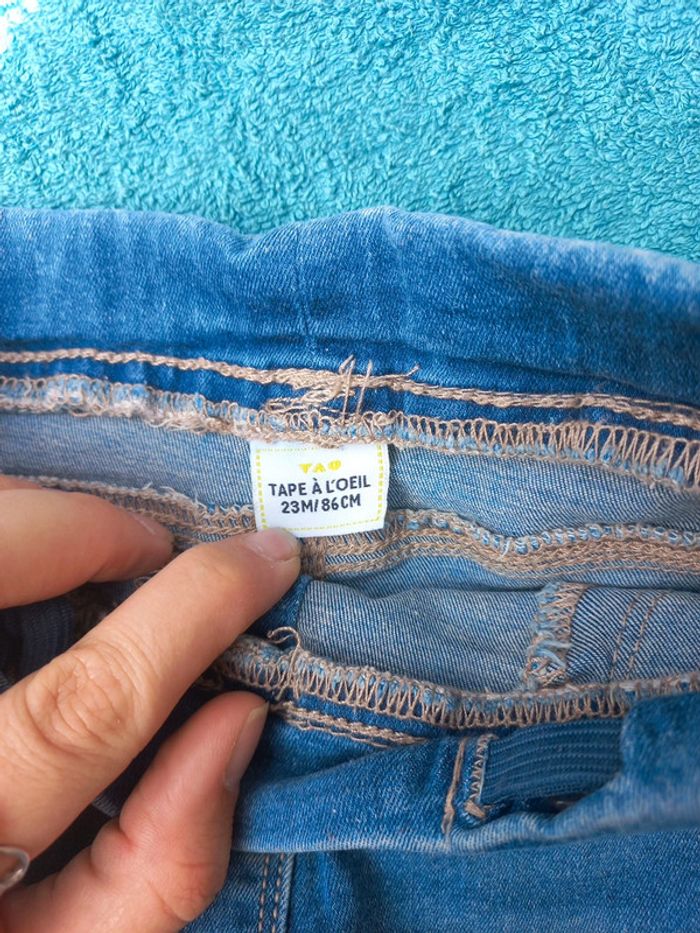 TAO
TAPE À L'OEIL
23M/86CM